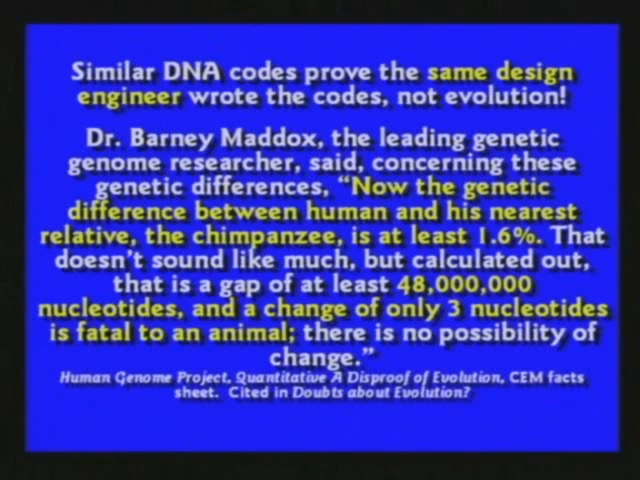 Similar DNA codes prove the same design
engineer wrote the codes, not evolution!
Dr. Barney Maddox, the leading genetic
genome researcher, said, concerning these
genetic differences, “Now the genetic
difference between human and his nearest
relative, the chimpanzee, is at least 1.6%. That
doesn't sound like much, but calculated out,
that is a gap of at least 48,000,000
nucleotides, and a change of only 3 nucleotides
is fatal to an animal; there is no possibility of
change.”
Human Genome Project, Quantitative A Disproof of Evolution, CEM facts
sheet. Cited in Doubts about Evolution?